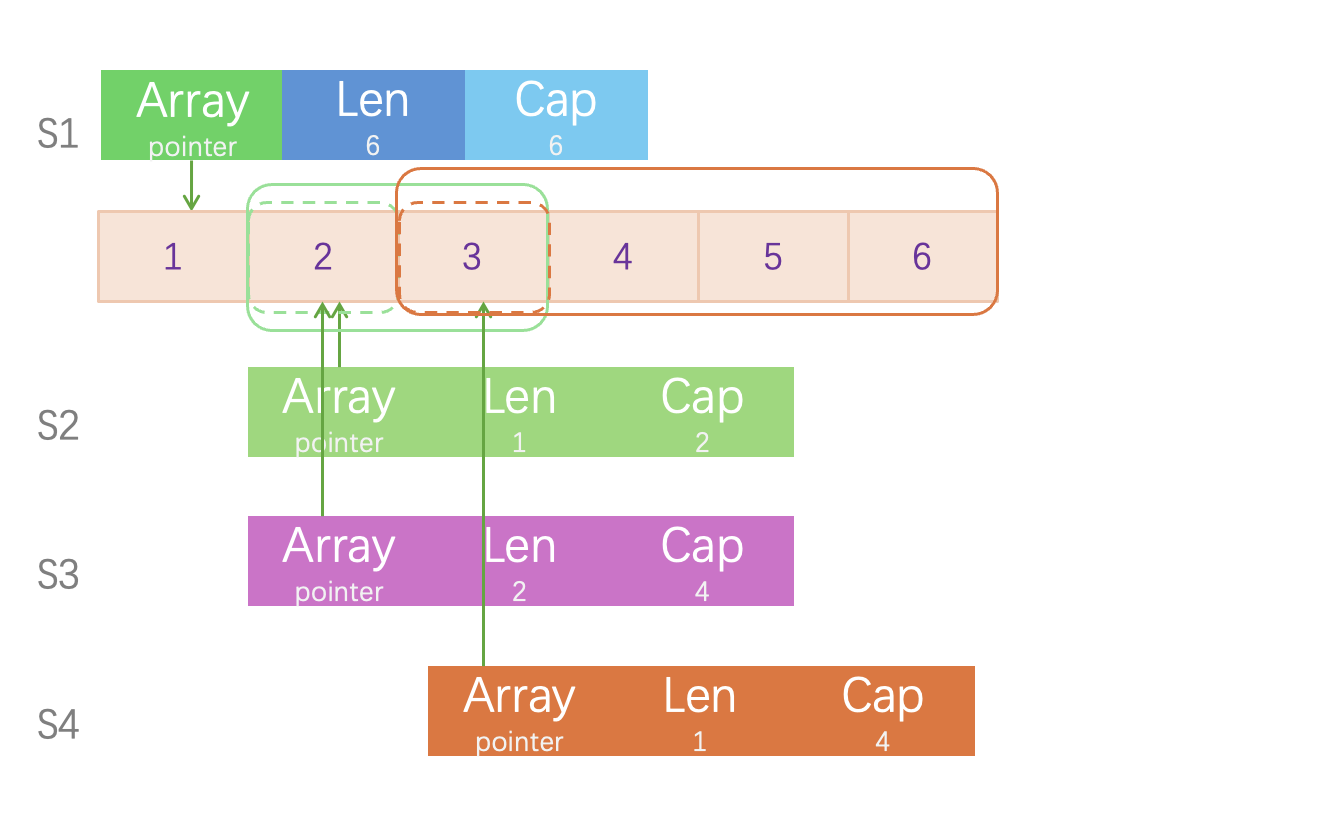 S1
Array Len Cap
pointer 6 6
1 2 3 4 5 6
S2
Array Len Cap
pointer 1 2
S3
Array Len Cap
pointer 2 4
S4
Array Len Cap
pointer 1 4